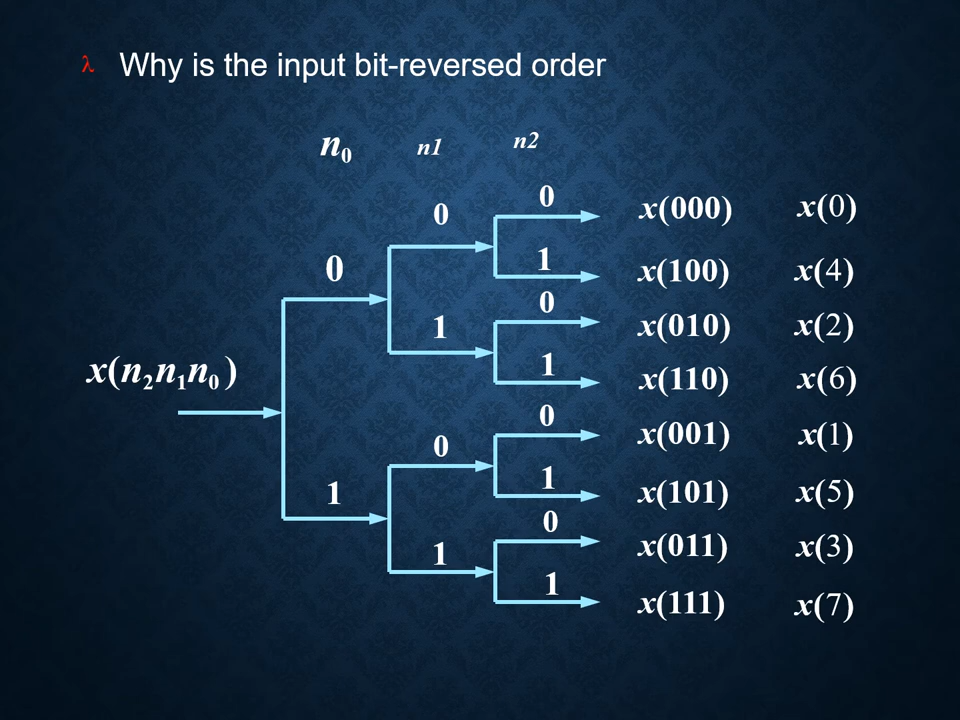 λ Why is the input bit-reversed order
n₀ n1 n2
0
0 x(000) x(0)
0
1 x(100) x(4)
0
0 x(010) x(2)
1
1 x(110) x(6)
x(n₂n₁n₀)
0 x(001) x(1)
0
1 x(101) x(5)
1
0 x(011) x(3)
1
1 x(111) x(7)